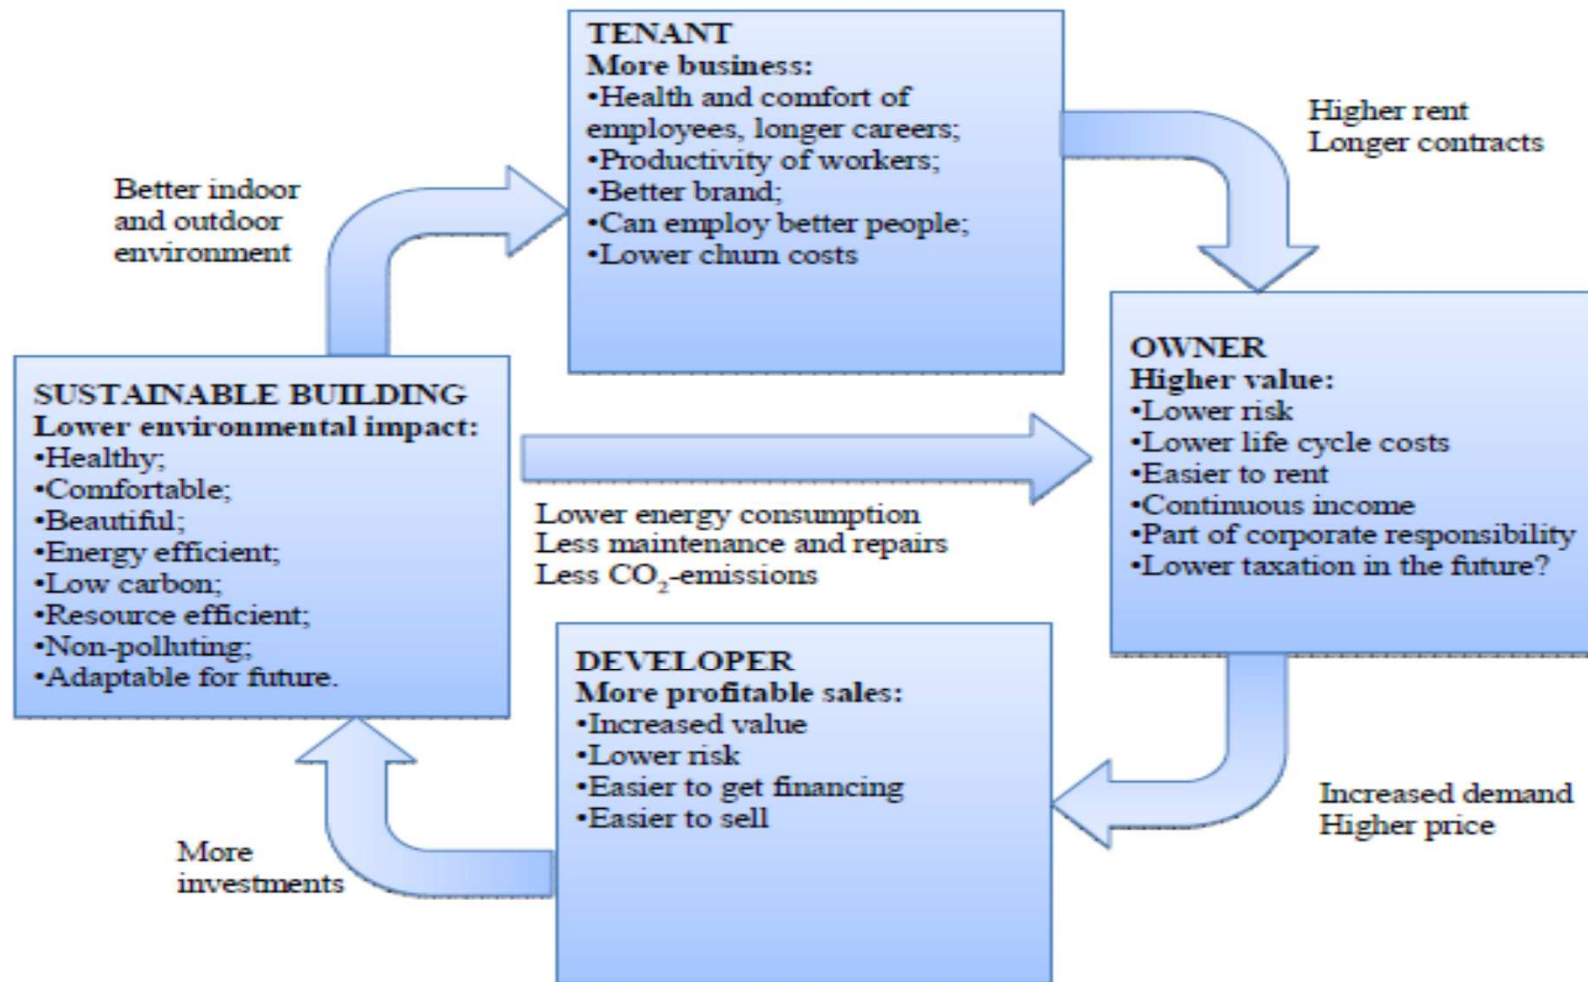 TENANT
More business:
•Health and comfort of
employees, longer careers;
•Productivity of workers;
•Better brand;
•Can employ better people;
•Lower churn costs
Higher rent
Longer contracts
Better indoor
and outdoor
environment
SUSTAINABLE BUILDING
Lower environmental impact:
•Healthy;
•Comfortable;
•Beautiful;
•Energy efficient;
•Low carbon;
•Resource efficient;
•Non-polluting;
•Adaptable for future.
Lower energy consumption
Less maintenance and repairs
Less CO₂-emissions
OWNER
Higher value:
•Lower risk
•Lower life cycle costs
•Easier to rent
•Continuous income
•Part of corporate responsibility
•Lower taxation in the future?
DEVELOPER
More profitable sales:
•Increased value
•Lower risk
•Easier to get financing
•Easier to sell
Increased demand
Higher price
More
investments